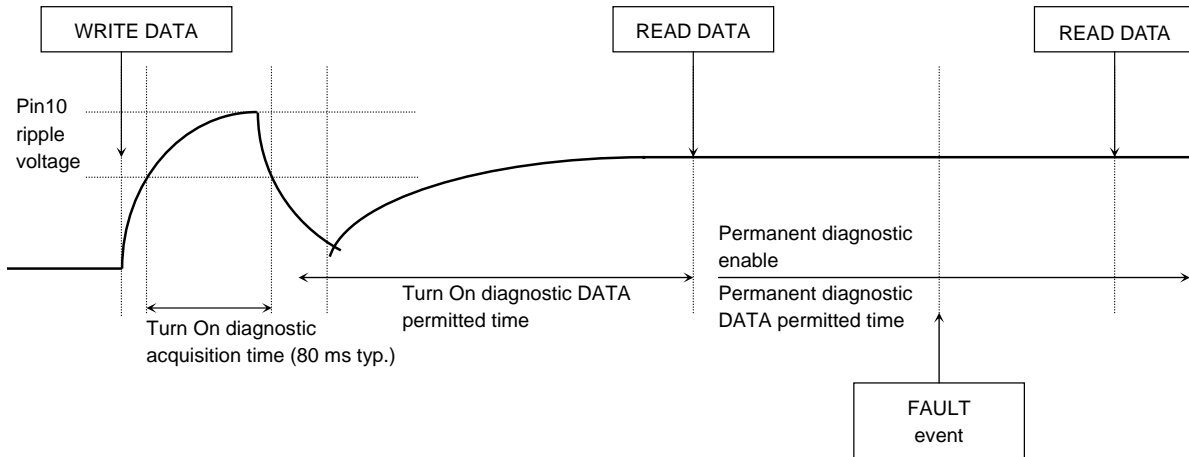 WRITE DATA
READ DATA
READ DATA
Pin10
ripple
voltage
Permanent diagnostic
enable
Turn On diagnostic DATA
permitted time
Permanent diagnostic
DATA permitted time
Turn On diagnostic
acquisition time (80 ms typ.)
FAULT
event